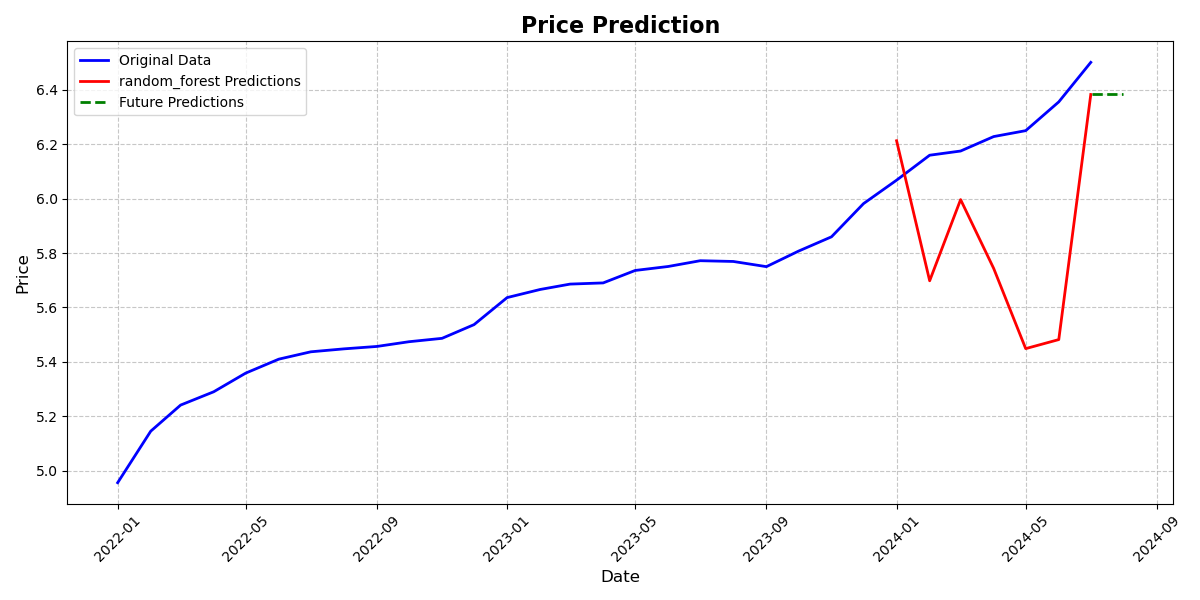 Price Prediction
Original Data
random_forest Predictions
Future Predictions
Price
6.4
6.2
6.0
5.8
5.6
5.4
5.2
5.0
2022-01
2022-05
2022-09
2023-01
2023-05
2023-09
2024-01
2024-05
2024-09
Date